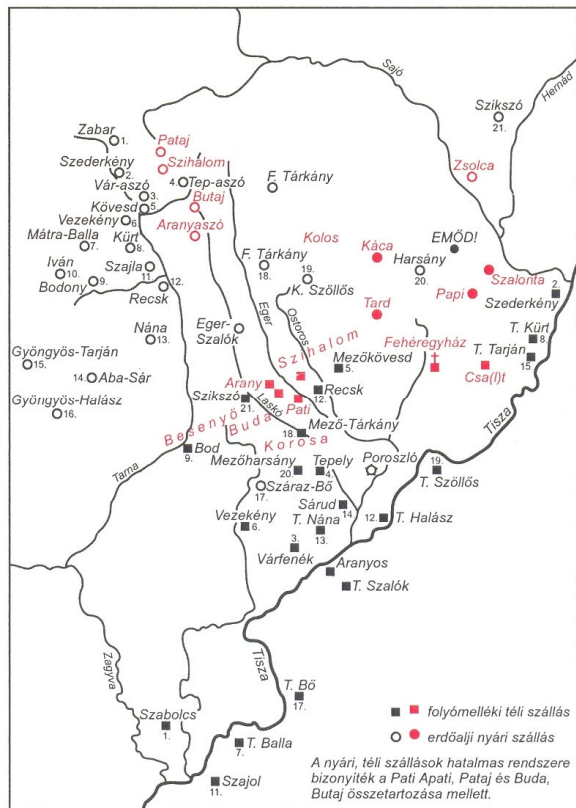 Sajó
Hernád
Szikszó
21.
Zabar
1.
Pataj
Szederkény
2.
Szihalom
Zsolca
4.
Tep-aszó
F. Tárkány
Vár-aszó
3.
Kövesd
5.
Butaj
Vezekény
6.
Aranyaszó
Mátra-Balla
7.
Kürt
8.
Kolos
Káca
EMŐD!
F. Tárkány
18.
Harsány
20.
Szalonta
Iván
10.
Szajla
11.
19.
K. Szöllős
Papi
2.
Szederkény
Bodony
9.
12.
Recsk
Eger
Ostoros
Tard
Nána
13.
Eger-
Szalók
Szihalom
Fehéregyház
T. Kürt
8.
T. Tarján
15.
Gyöngyös-Tarján
15.
Mezőkövesd
5.
14.
Aba-Sár
Arany
Recsk
12.
Csa(l)t
Szikszó
21.
Laskó
Pati
Gyöngyös-Halász
16.
Besenyő
Buda
Korosa
Mező-Tárkány
18.
Tisza
Bod
9.
Mezőharsány
20.
Tepely
4.
Poroszló
19.
T. Szöllős
Tarna
Száraz-Bő
17.
Sárud
14.
12.
T. Halász
Vezekény
6.
T. Nána
13.
3.
Várfenék
Aranyos
T. Szalók
Zagyva
Tisza
T. Bő
17.
Szabolcs
1.
T. Balla
7.
Szajol
11.
folyómelléki téli szállás
erdőalji nyári szállás
A nyári, téli szállások hatalmas rendszere
bizonyíték a Pati Apati, Pataj és Buda,
Butaj összetartozása mellett.